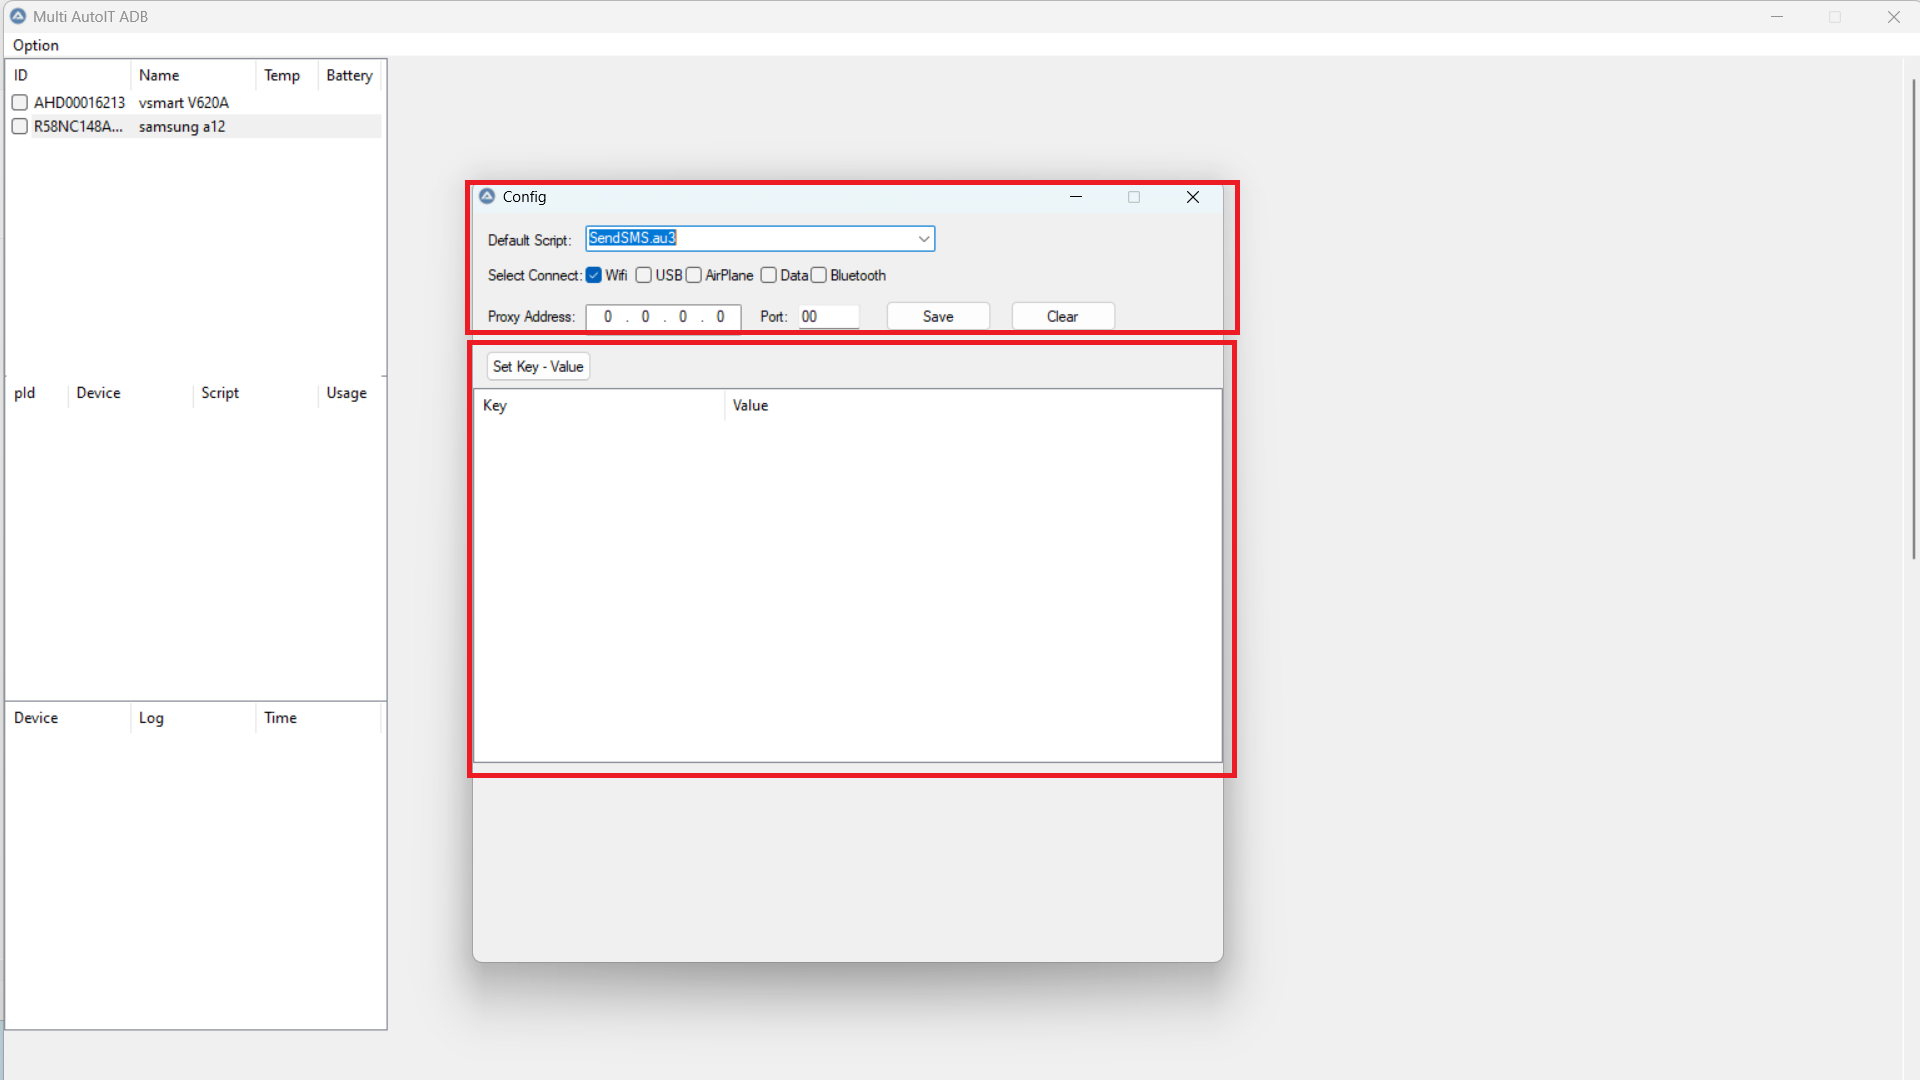 Multi AutoIT ADB
Option
ID Name Temp Battery
AHD00016213 vsmart V620A
R58NC148A... samsung a12
pId Device Script Usage
Device Log Time
Config
Default Script: SendSMS.au3
Select Connect: Wifi USB AirPlane Data Bluetooth
Proxy Address: 0 . 0 . 0 . 0 Port: 00 Save Clear
Set Key - Value
Key Value